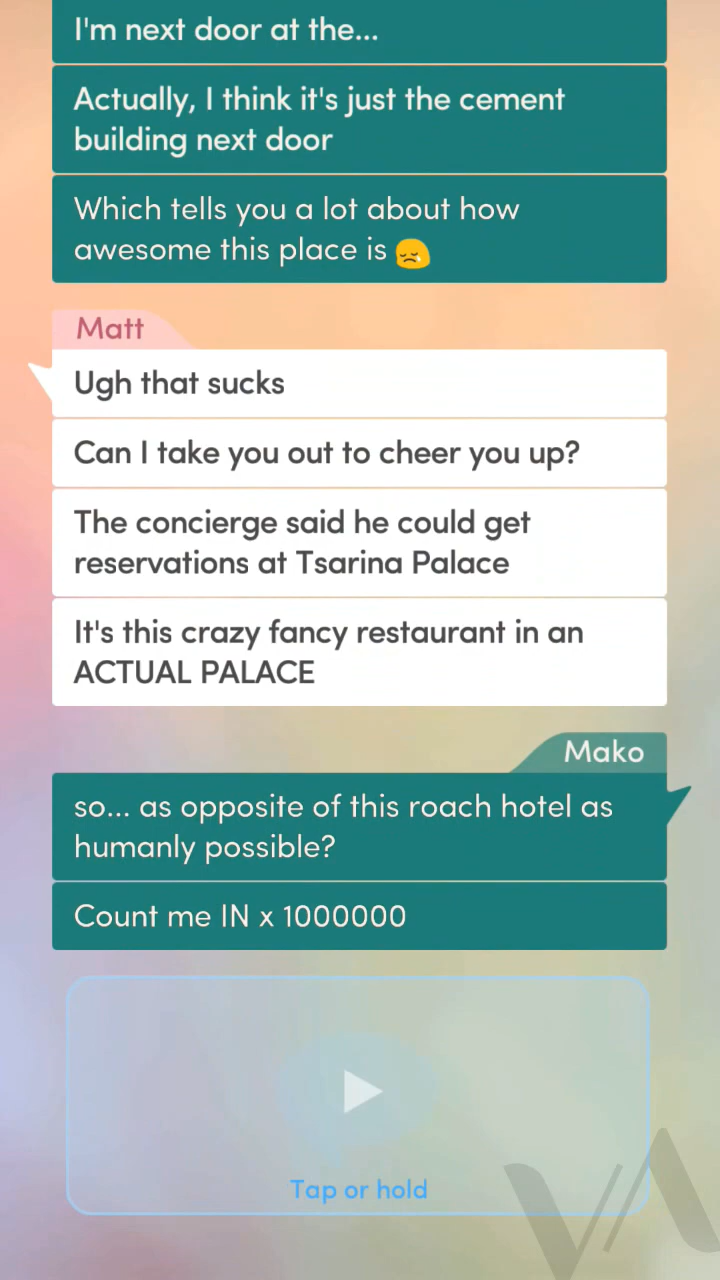 I'm next door at the...
Actually, I think it's just the cement
building next door
Which tells you a lot about how
awesome this place is 😢
Matt
Ugh that sucks
Can I take you out to cheer you up?
The concierge said he could get
reservations at Tsarina Palace
It's this crazy fancy restaurant in an
ACTUAL PALACE
Mako
so... as opposite of this roach hotel as
humanly possible?
Count me IN x 1000000
Tap or hold
VA